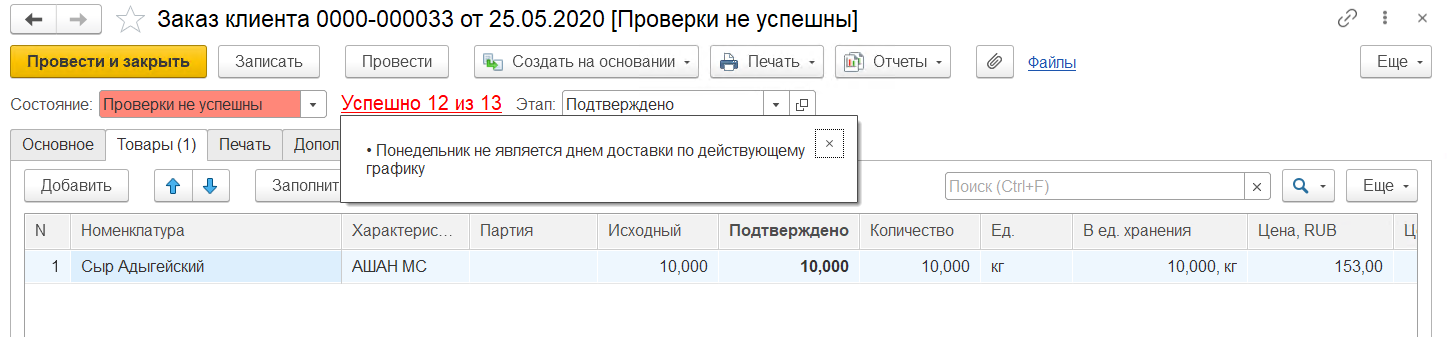 Заказ клиента 0000-000033 от 25.05.2020 [Проверки не успешны]
Провести и закрыть Записать Провести Создать на основании Печать Отчеты Файлы Еще
Состояние: Проверки не успешны Успешно 12 из 13 Этап: Подтверждено
Основное Товары (1) Печать Допол
• Понедельник не является днем доставки по действующему
графику
Добавить Заполнит Поиск (Ctrl+F) Еще
N Номенклатура Характерис... Партия Исходный Подтверждено Количество Ед. В ед. хранения Цена, RUB Це
1 Сыр Адыгейский АШАН МС 10,000 10,000 10,000 кг 10,000, кг 153,00